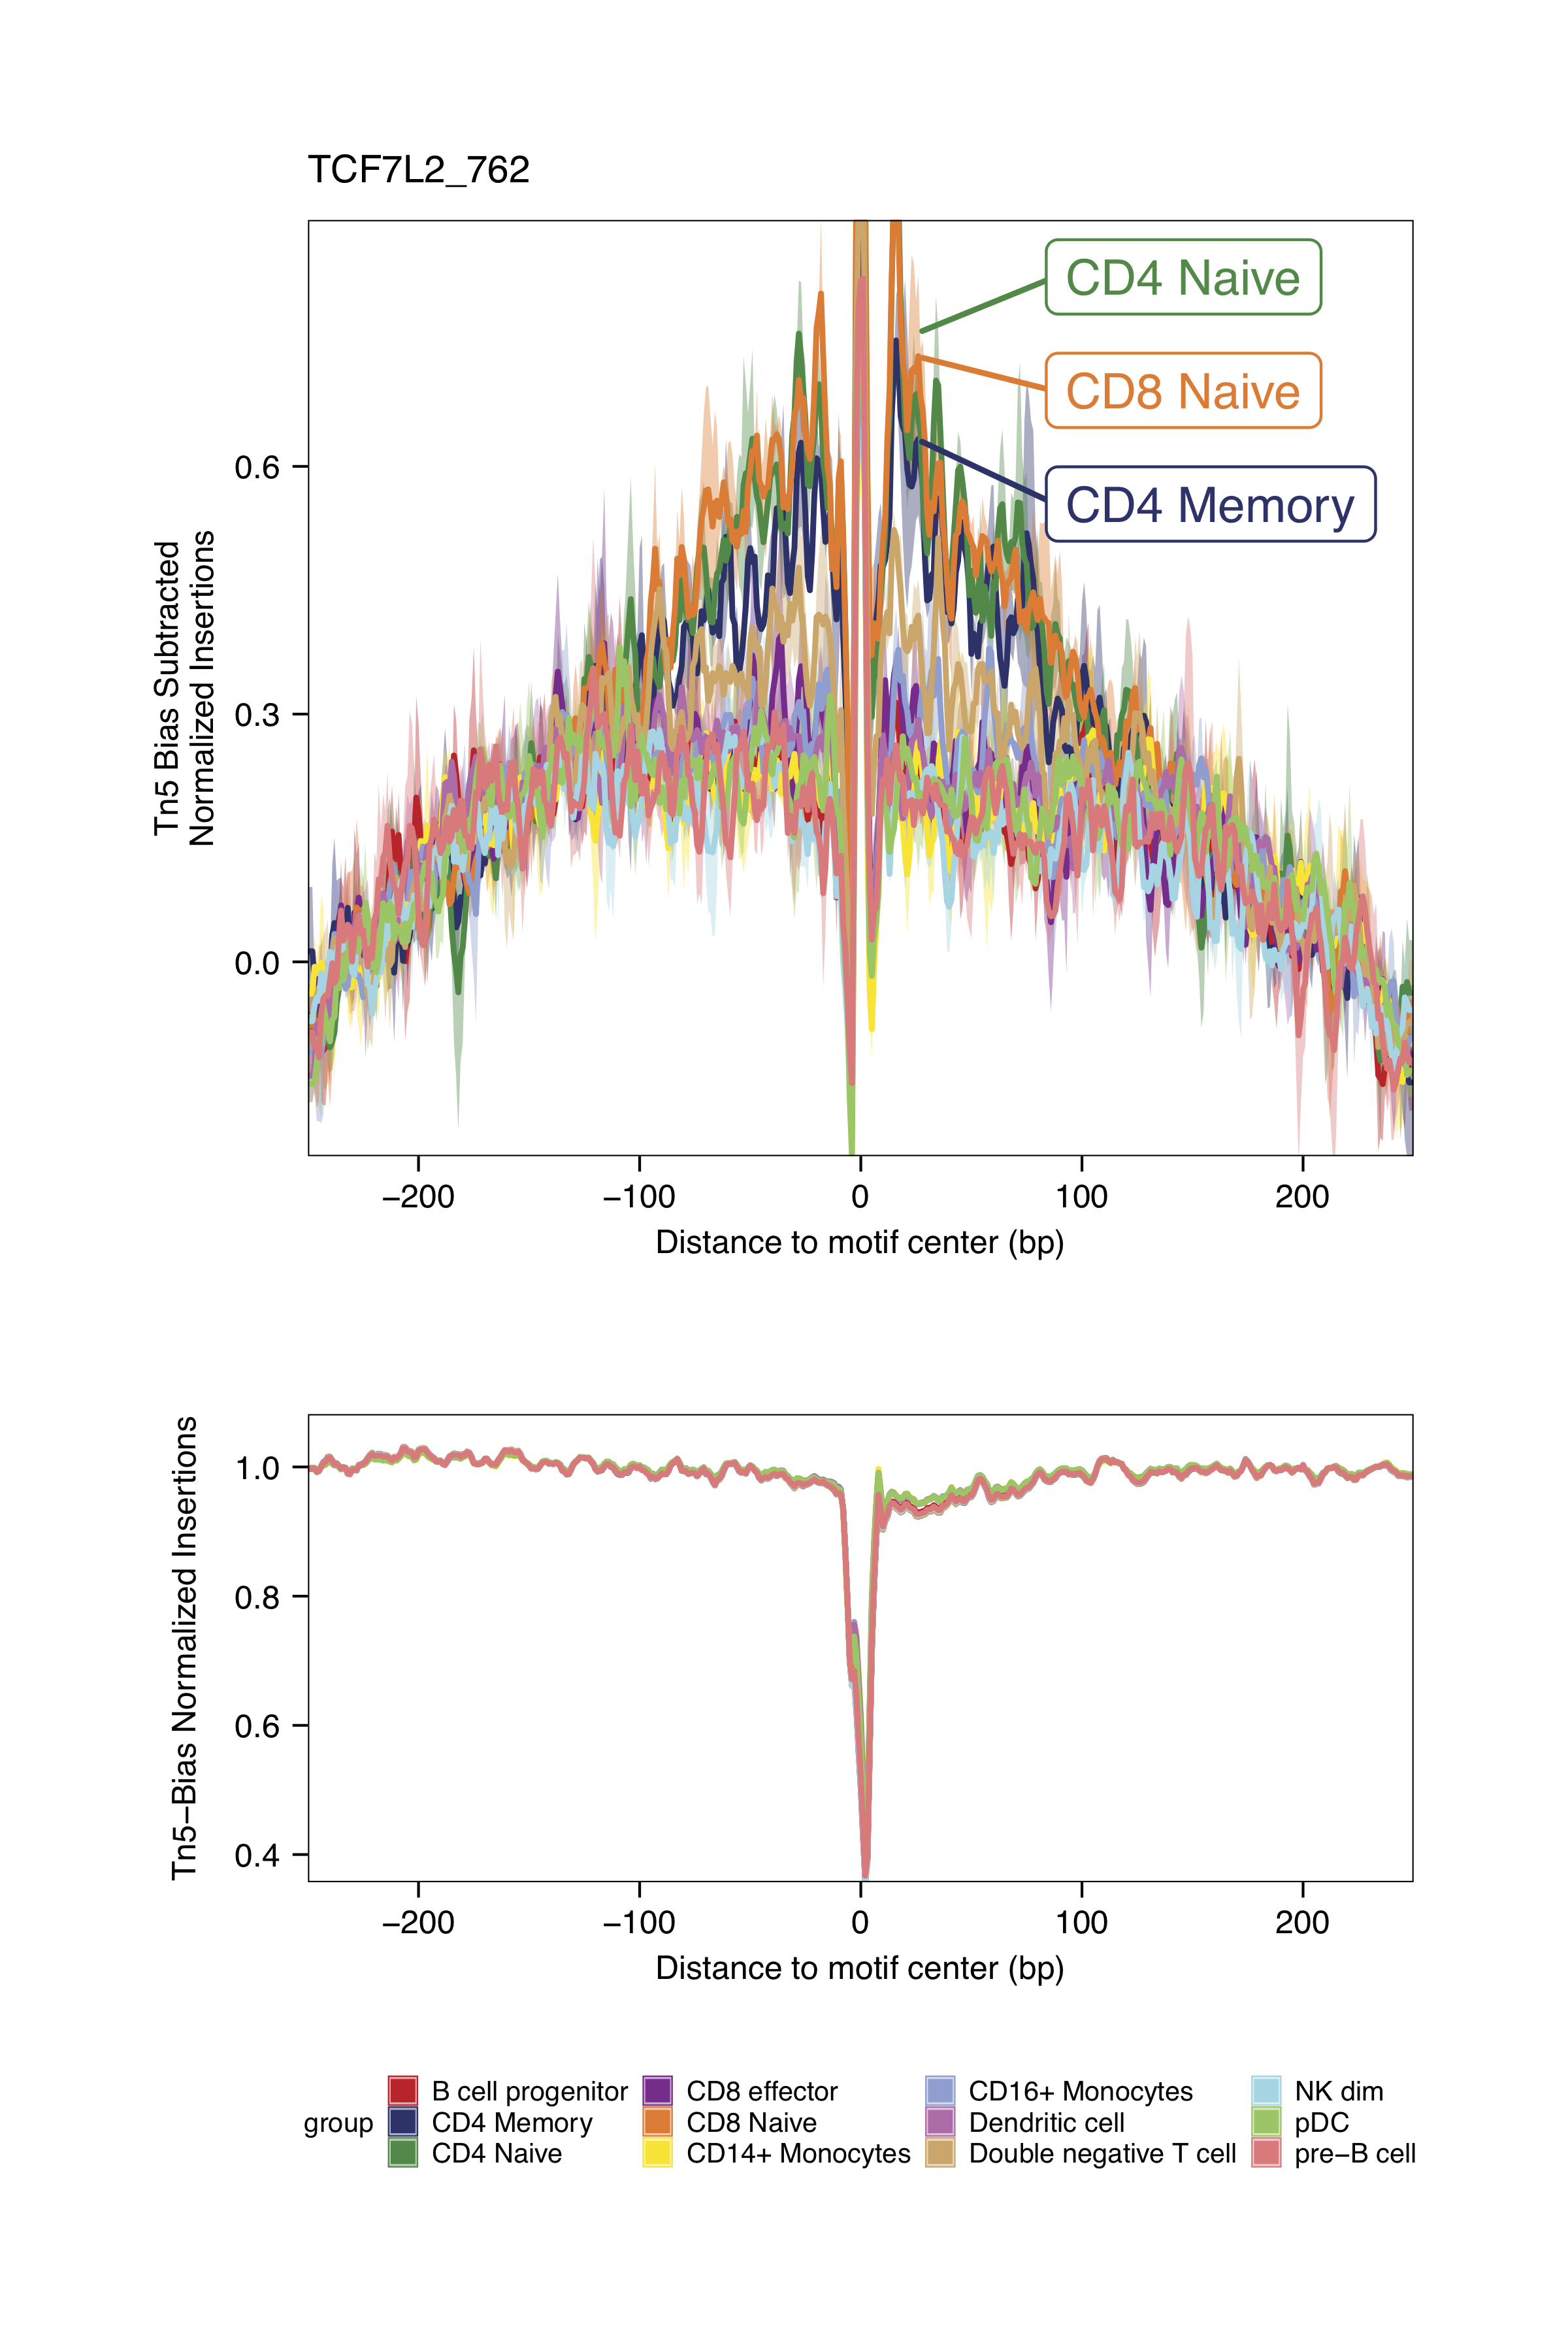 TCF7L2_762
CD4 Naive
CD8 Naive
CD4 Memory
Tn5 Bias Subtracted
Normalized Insertions
0.6
0.3
0.0
−200 −100 0 100 200
Distance to motif center (bp)
Tn5−Bias Normalized Insertions
1.0
0.8
0.6
0.4
−200 −100 0 100 200
Distance to motif center (bp)
B cell progenitor CD8 effector CD16+ Monocytes NK dim
group CD4 Memory CD8 Naive Dendritic cell pDC
CD4 Naive CD14+ Monocytes Double negative T cell pre−B cell